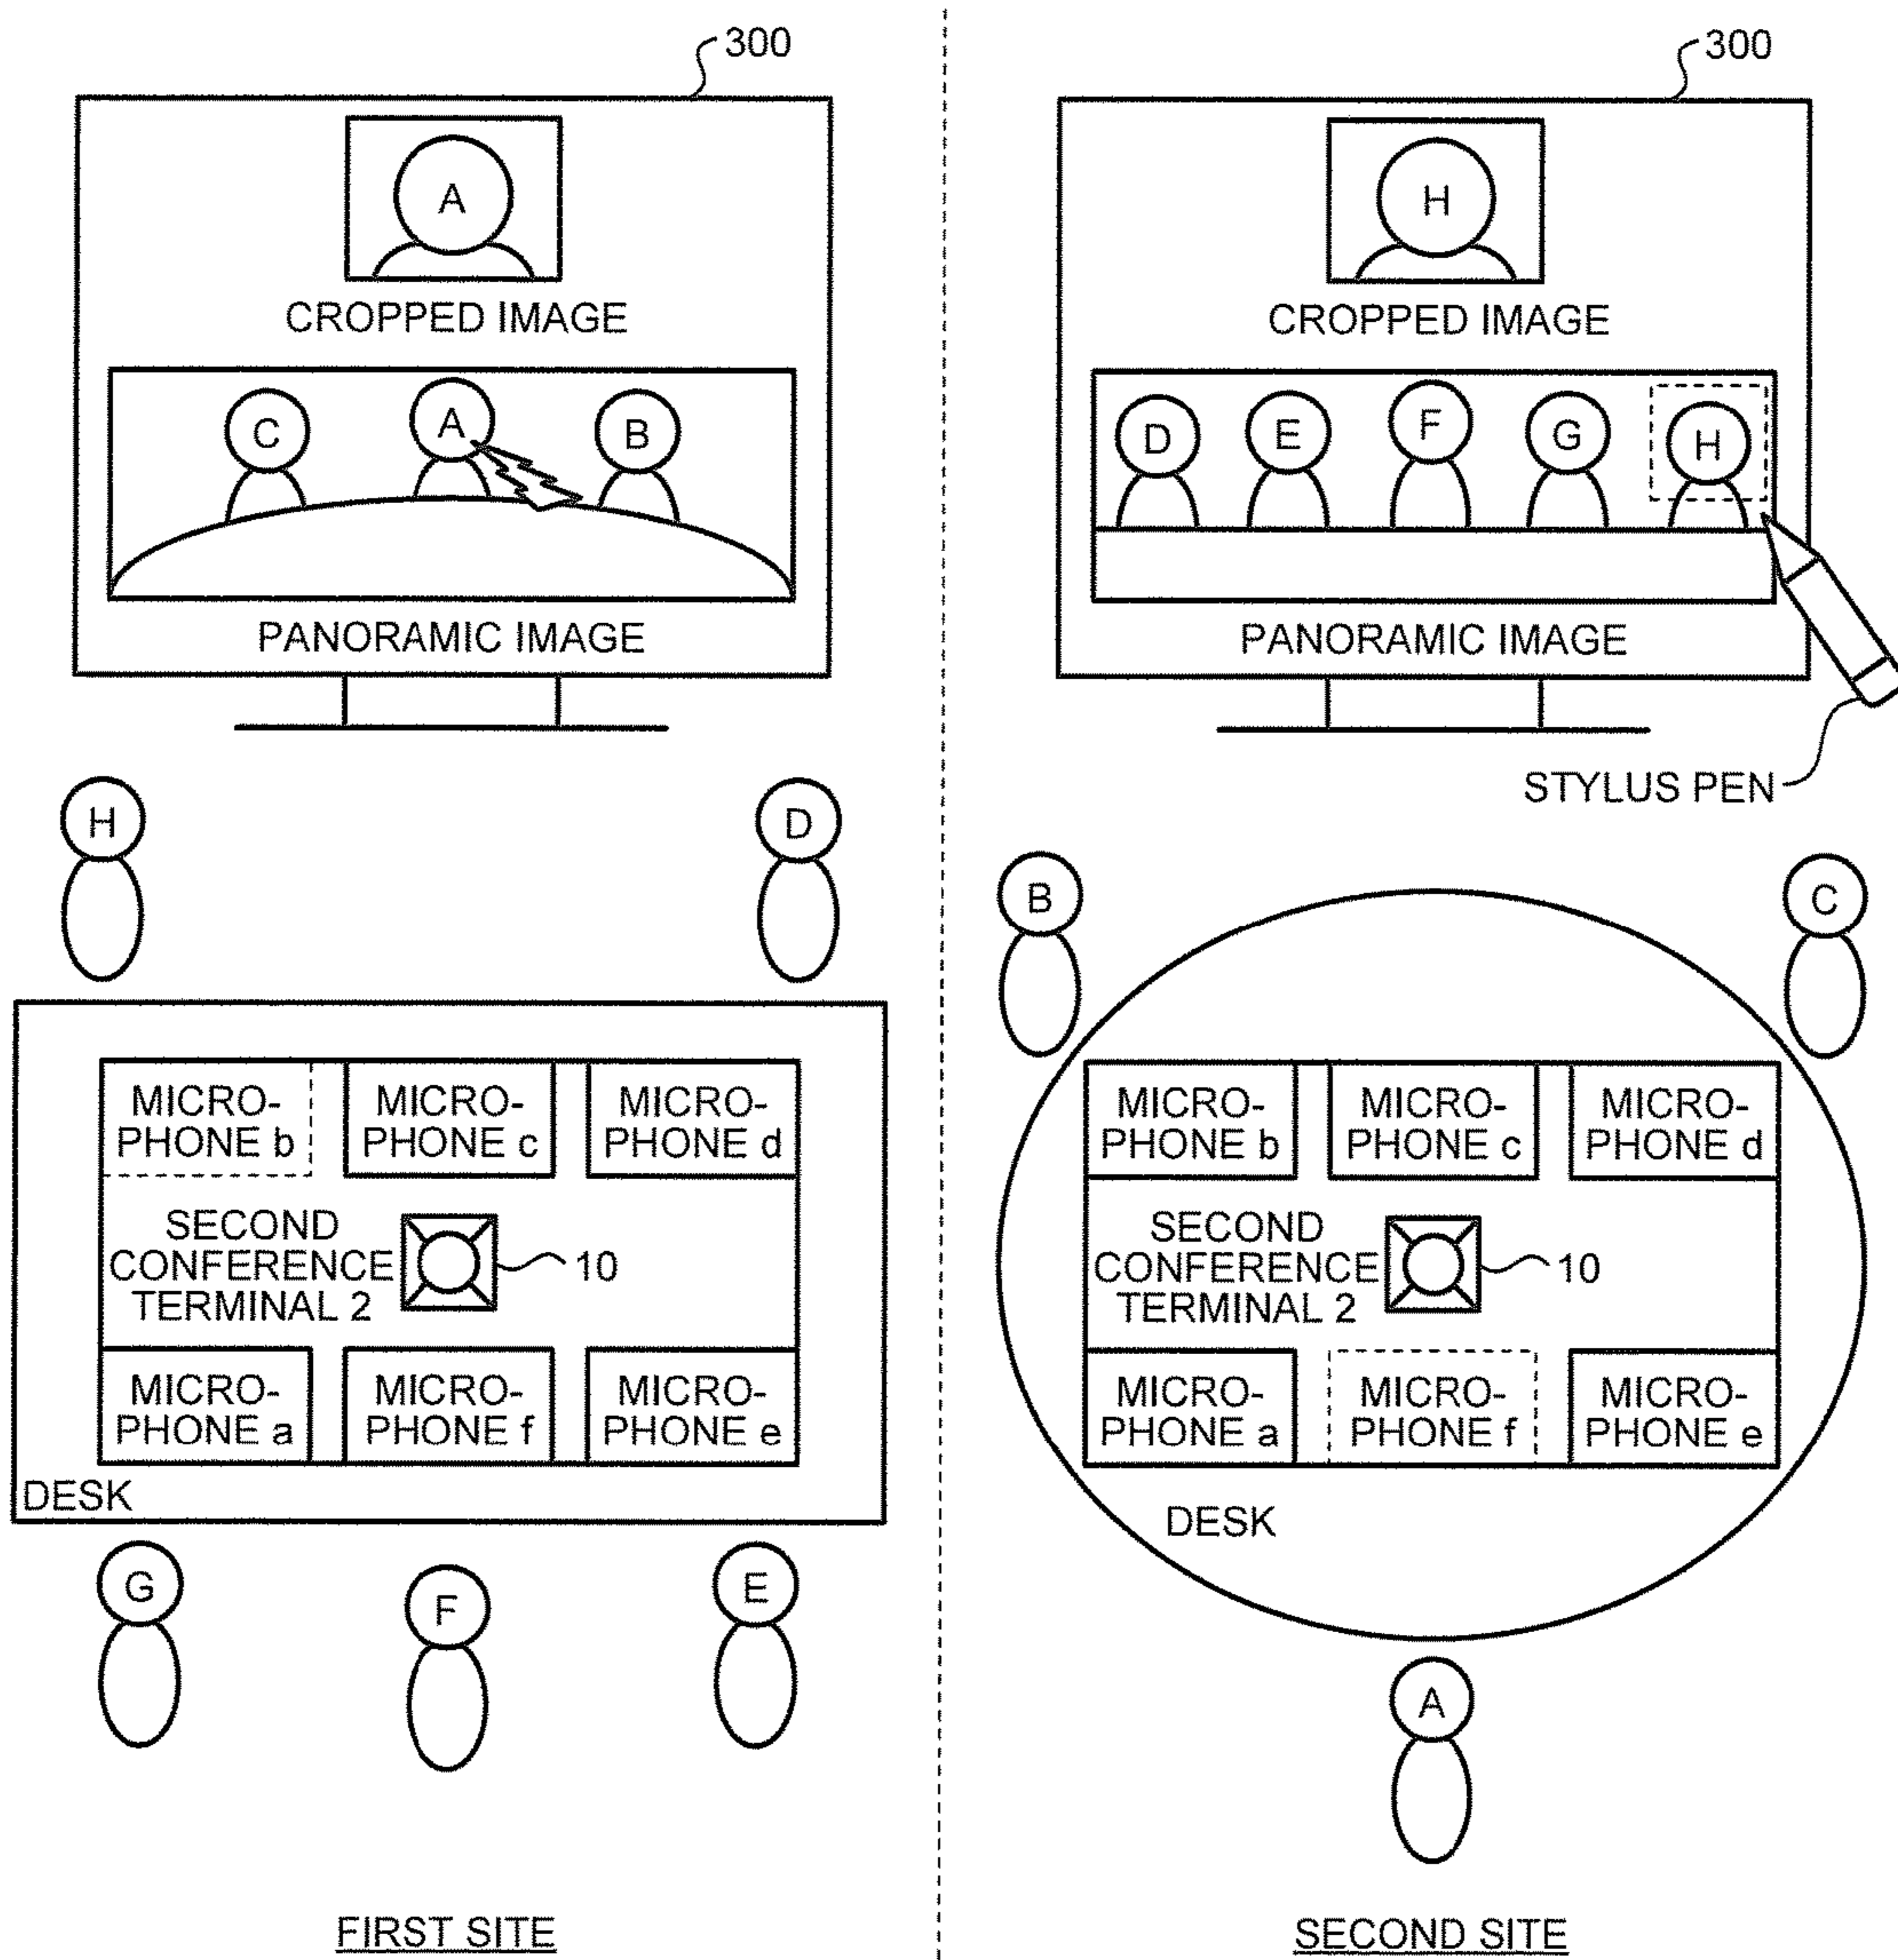 300
A
CROPPED IMAGE
C A B
PANORAMIC IMAGE
H D
MICRO-
PHONE b
MICRO-
PHONE c
MICRO-
PHONE d
SECOND
CONFERENCE
TERMINAL 2
10
MICRO-
PHONE a
MICRO-
PHONE f
MICRO-
PHONE e
DESK
G F E
FIRST SITE
300
H
CROPPED IMAGE
D E F G H
PANORAMIC IMAGE
STYLUS PEN
B C
MICRO-
PHONE b
MICRO-
PHONE c
MICRO-
PHONE d
SECOND
CONFERENCE
TERMINAL 2
10
MICRO-
PHONE a
MICRO-
PHONE f
MICRO-
PHONE e
DESK
A
SECOND SITE